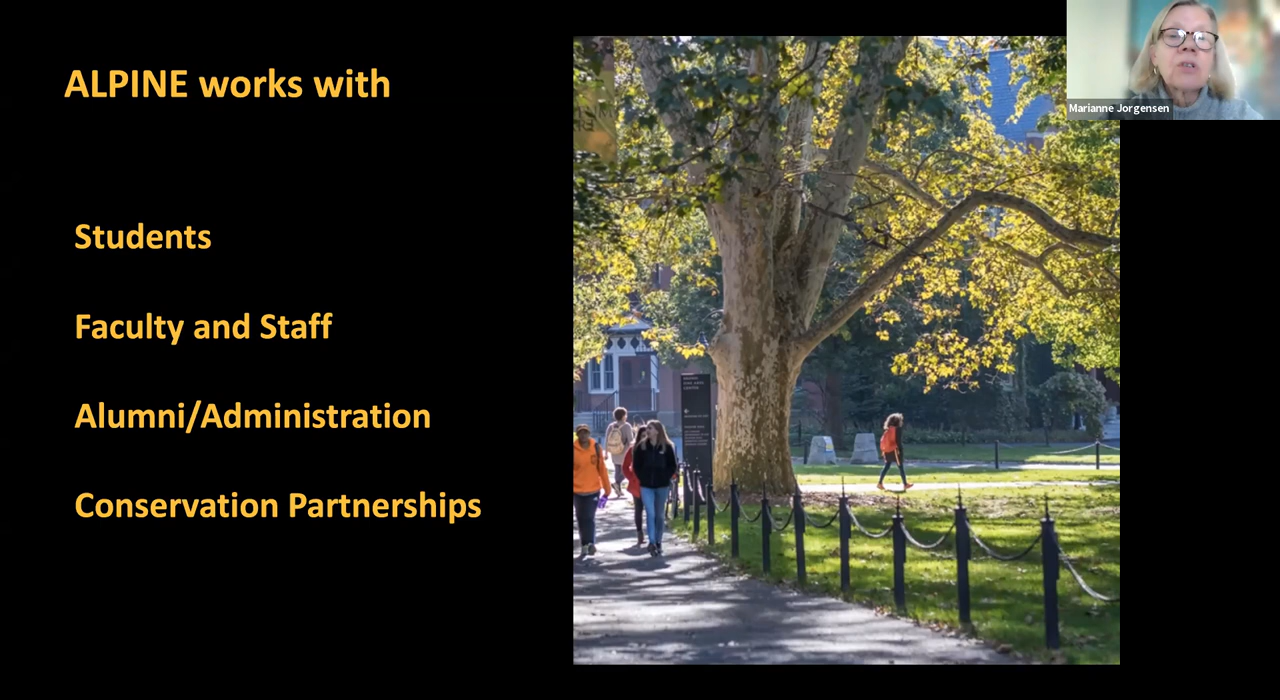 ALPINE works with
Marianne Jorgensen
Students
Faculty and Staff
Alumni/Administration
Conservation Partnerships